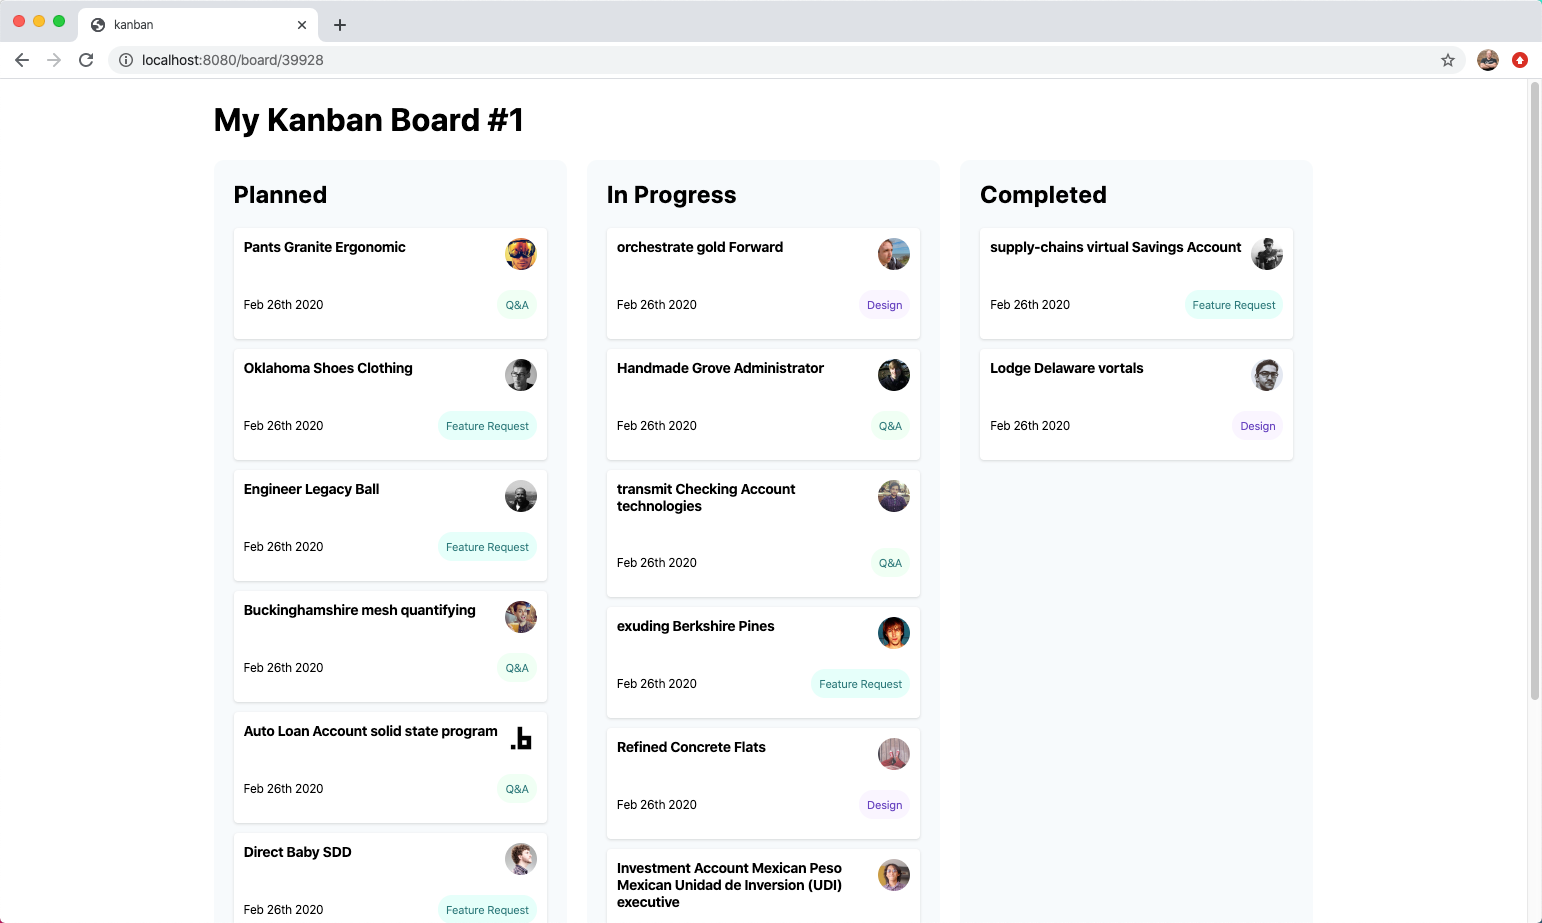 kanban
localhost:8080/board/39928
My Kanban Board #1
Planned
Pants Granite Ergonomic
Feb 26th 2020
Q&A
Oklahoma Shoes Clothing
Feb 26th 2020
Feature Request
Engineer Legacy Ball
Feb 26th 2020
Feature Request
Buckinghamshire mesh quantifying
Feb 26th 2020
Q&A
Auto Loan Account solid state program
.b
Feb 26th 2020
Q&A
Direct Baby SDD
Feb 26th 2020
Feature Request
In Progress
orchestrate gold Forward
Feb 26th 2020
Design
Handmade Grove Administrator
Feb 26th 2020
Q&A
transmit Checking Account
technologies
Feb 26th 2020
Q&A
exuding Berkshire Pines
Feb 26th 2020
Feature Request
Refined Concrete Flats
Feb 26th 2020
Design
Investment Account Mexican Peso
Mexican Unidad de Inversion (UDI)
executive
Completed
supply-chains virtual Savings Account
Feb 26th 2020
Feature Request
Lodge Delaware vortals
Feb 26th 2020
Design